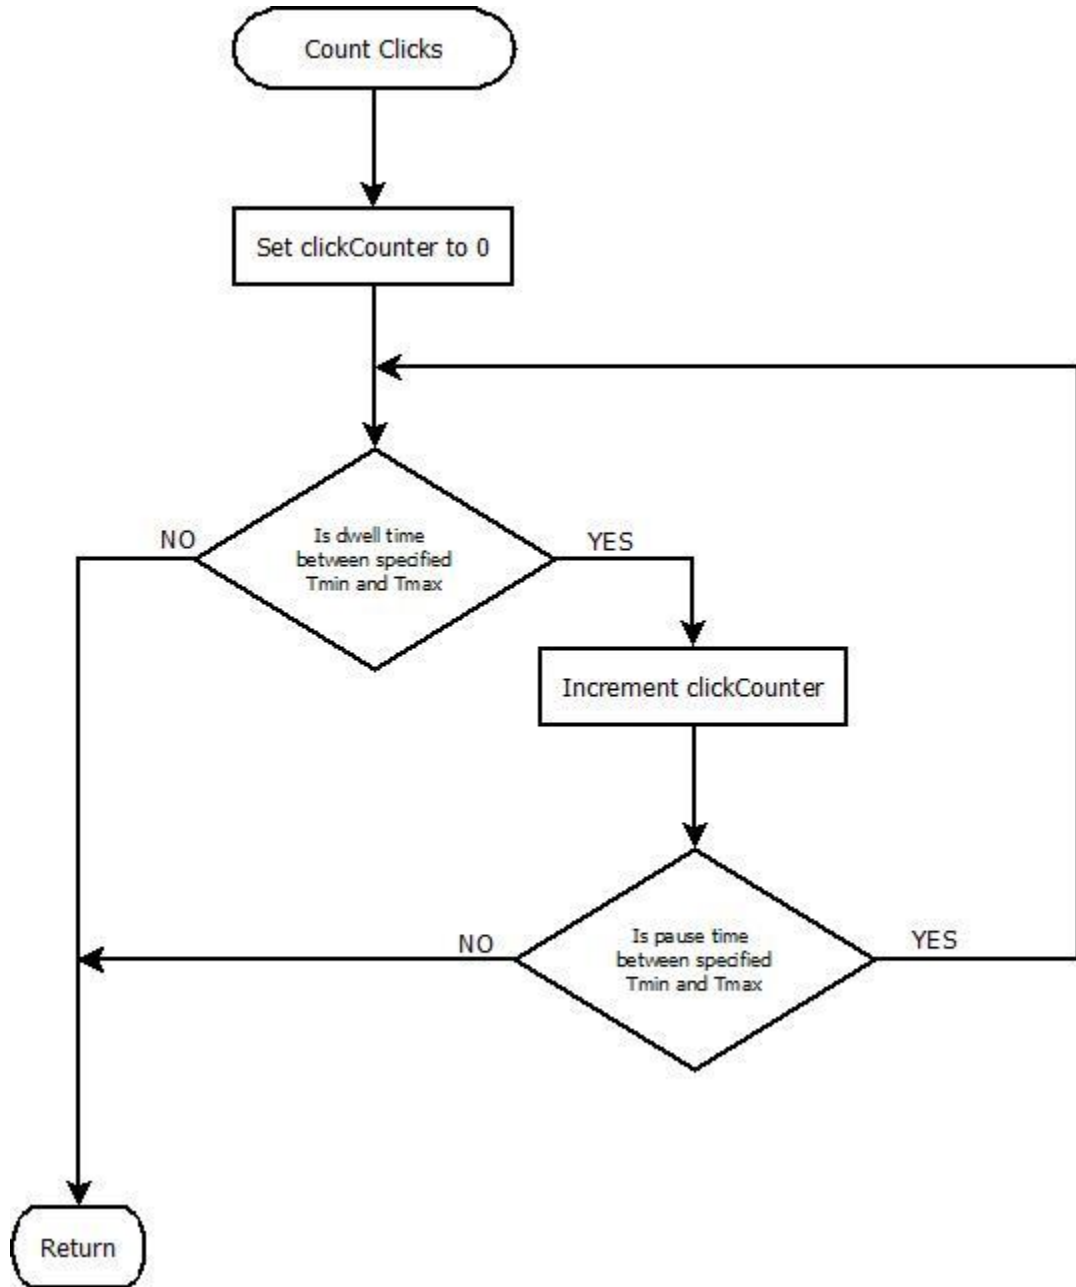 Count Clicks
Set clickCounter to 0
NO
YES
Is dwell time
between specified
Tmin and Tmax
Increment clickCounter
NO
YES
Is pause time
between specified
Tmin and Tmax
Return